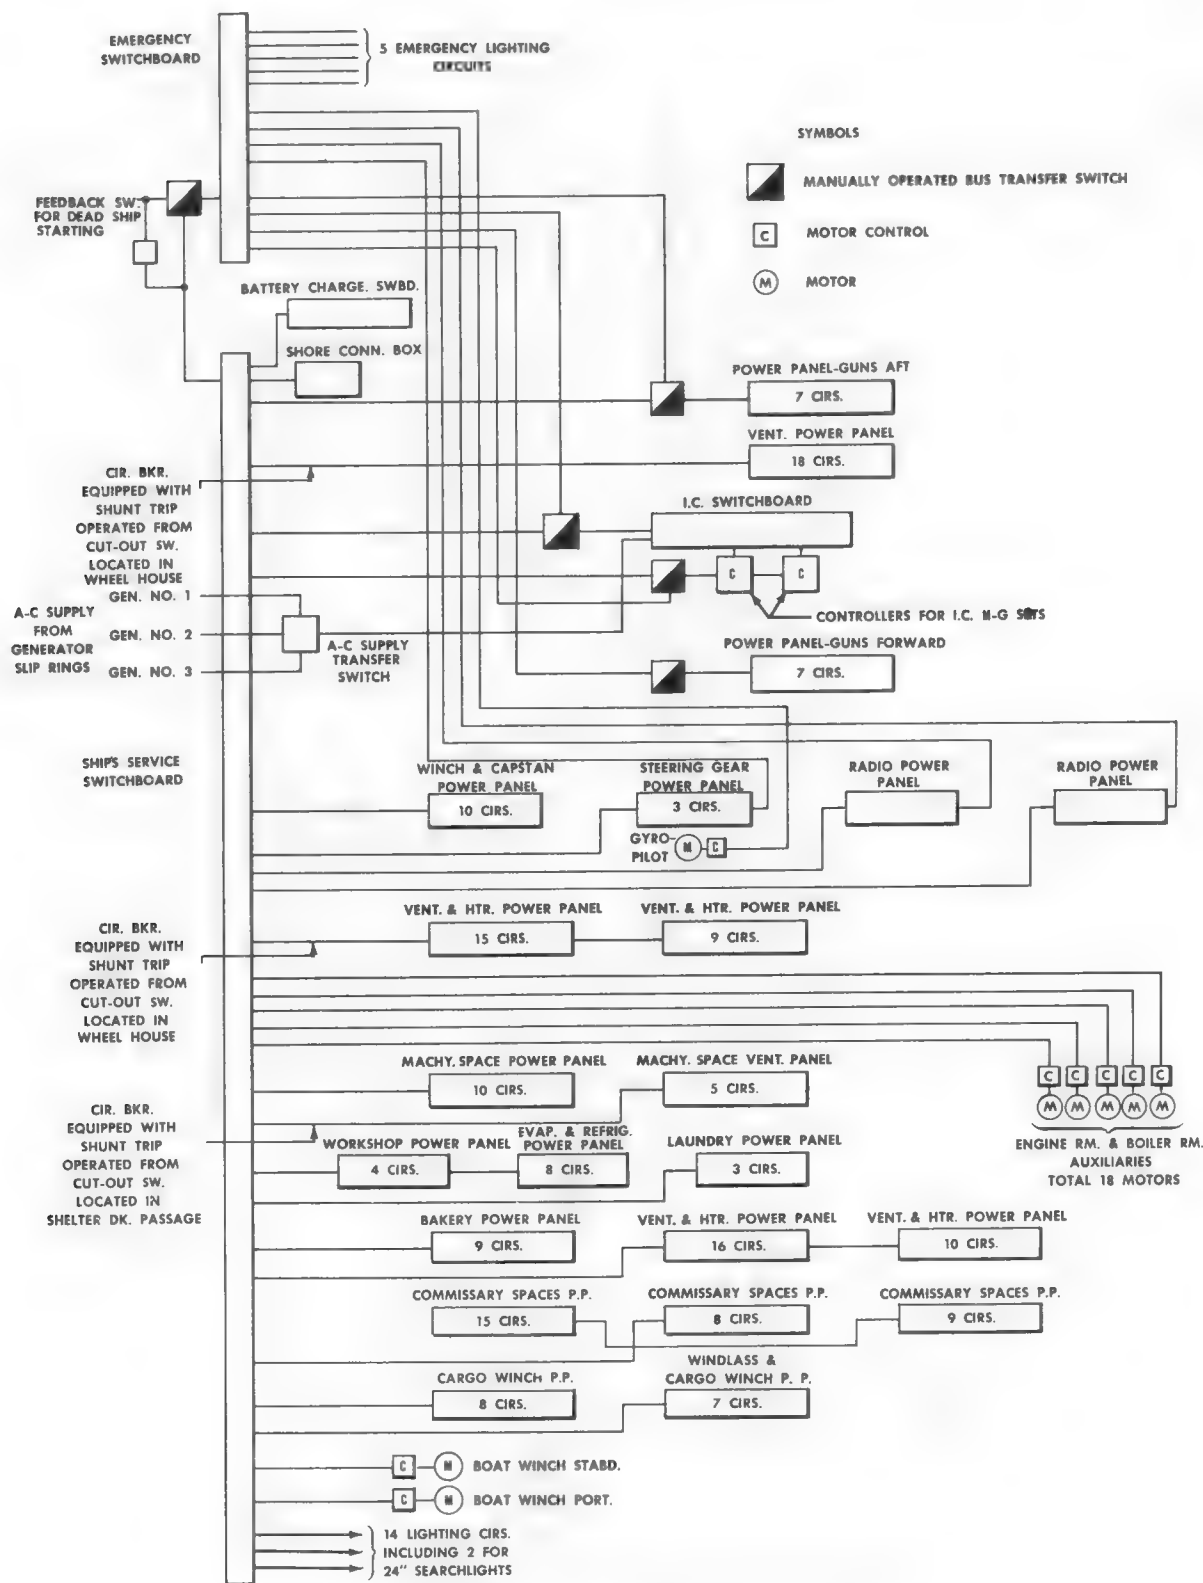 EMERGENCY
SWITCHBOARD
5 EMERGENCY LIGHTING
CIRCUITS
SYMBOLS
MANUALLY OPERATED BUS TRANSFER SWITCH
C
MOTOR CONTROL
M
MOTOR
FEEDBACK SW.
FOR DEAD SHIP
STARTING
BATTERY CHARGE. SWBD.
SHORE CONN. BOX
POWER PANEL-GUNS AFT
7 CIRS.
VENT. POWER PANEL
18 CIRS.
CIR. BKR.
EQUIPPED WITH
SHUNT TRIP
OPERATED FROM
CUT-OUT SW.
LOCATED IN
WHEEL HOUSE
I.C. SWITCHBOARD
C
C
CONTROLLERS FOR I.C. M-G SETS
A-C SUPPLY
FROM
GENERATOR
SLIP RINGS
GEN. NO. 1
GEN. NO. 2
GEN. NO. 3
A-C SUPPLY
TRANSFER
SWITCH
POWER PANEL-GUNS FORWARD
7 CIRS.
SHIP'S SERVICE
SWITCHBOARD
WINCH & CAPSTAN
POWER PANEL
10 CIRS.
STEERING GEAR
POWER PANEL
3 CIRS.
RADIO POWER
PANEL
RADIO POWER
PANEL
GYRO-
PILOT
M
C
VENT. & HTR. POWER PANEL
15 CIRS.
VENT. & HTR. POWER PANEL
9 CIRS.
CIR. BKR.
EQUIPPED WITH
SHUNT TRIP
OPERATED FROM
CUT-OUT SW.
LOCATED IN
WHEEL HOUSE
MACHY. SPACE POWER PANEL
10 CIRS.
MACHY. SPACE VENT. PANEL
5 CIRS.
C C C C C
M M M M M
ENGINE RM. & BOILER RM.
AUXILIARIES
TOTAL 18 MOTORS
CIR. BKR.
EQUIPPED WITH
SHUNT TRIP
OPERATED FROM
CUT-OUT SW.
LOCATED IN
SHELTER DK. PASSAGE
WORKSHOP POWER PANEL
4 CIRS.
EVAP. & REFRIG.
POWER PANEL
8 CIRS.
LAUNDRY POWER PANEL
3 CIRS.
BAKERY POWER PANEL
9 CIRS.
VENT. & HTR. POWER PANEL
16 CIRS.
VENT. & HTR. POWER PANEL
10 CIRS.
COMMISSARY SPACES P.P.
15 CIRS.
COMMISSARY SPACES P.P.
8 CIRS.
COMMISSARY SPACES P.P.
9 CIRS.
CARGO WINCH P.P.
8 CIRS.
WINDLASS &
CARGO WINCH P. P.
7 CIRS.
C M BOAT WINCH STABD.
C M BOAT WINCH PORT.
14 LIGHTING CIRS.
INCLUDING 2 FOR
24" SEARCHLIGHTS